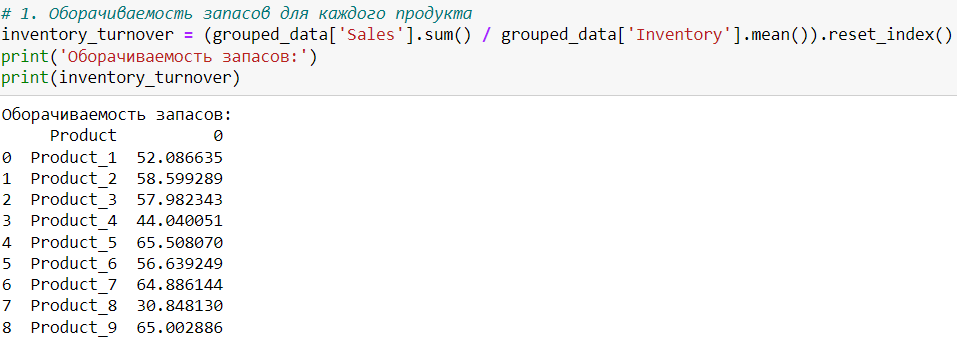 # 1. Оборачиваемость запасов для каждого продукта
inventory_turnover = (grouped_data['Sales'].sum() / grouped_data['Inventory'].mean()).reset_index()
print('Оборачиваемость запасов:')
print(inventory_turnover)
Оборачиваемость запасов:
     Product          0
0  Product_1  52.086635
1  Product_2  58.599289
2  Product_3  57.982343
3  Product_4  44.040051
4  Product_5  65.508070
5  Product_6  56.639249
6  Product_7  64.886144
7  Product_8  30.848130
8  Product_9  65.002886